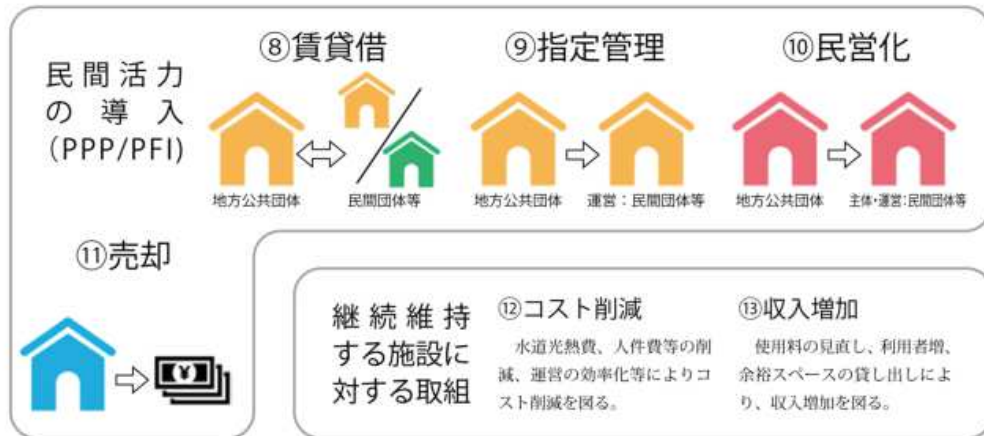 民間活力
の導入
(PPP/PFI)
⑧賃貸借
地方公共団体
民間団体等
⑨指定管理
地方公共団体
運営：民間団体等
⑩民営化
地方公共団体
主体・運営：民間団体等
⑪売却
¥
継続維持
する施設に
対する取組
⑫コスト削減
水道光熱費、人件費等の削
減、運営の効率化等によりコ
スト削減を図る。
⑬収入増加
使用料の見直し、利用者増、
余裕スペースの貸し出しによ
り、収入増加を図る。